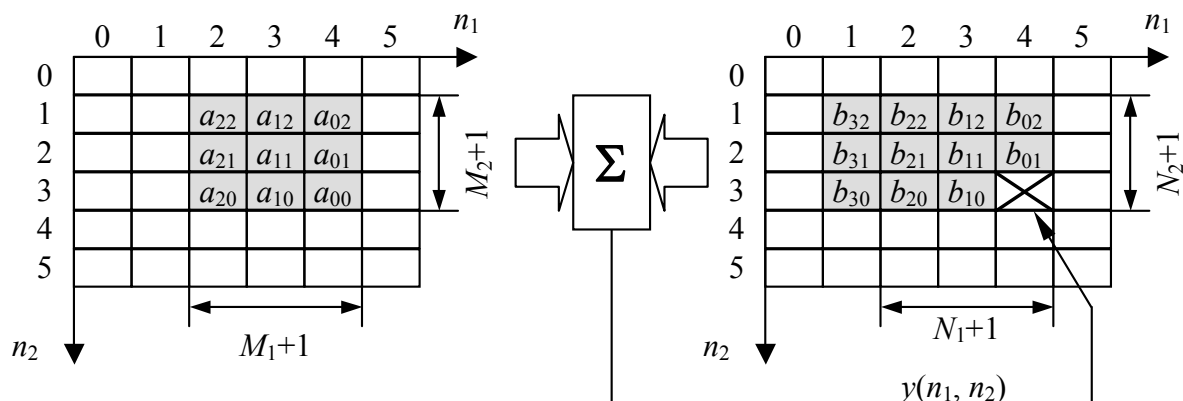 n₁ n₁
0 1 2 3 4 5 0 1 2 3 4 5
0 0
1 a₂₂ a₁₂ a₀₂ M₂+1 1 b₃₂ b₂₂ b₁₂ b₀₂ N₂+1
2 a₂₁ a₁₁ a₀₁ Σ 2 b₃₁ b₂₁ b₁₁ b₀₁
3 a₂₀ a₁₀ a₀₀ 3 b₃₀ b₂₀ b₁₀
4 4
5 5
n₂ M₁+1 n₂ N₁+1
y(n₁, n₂)